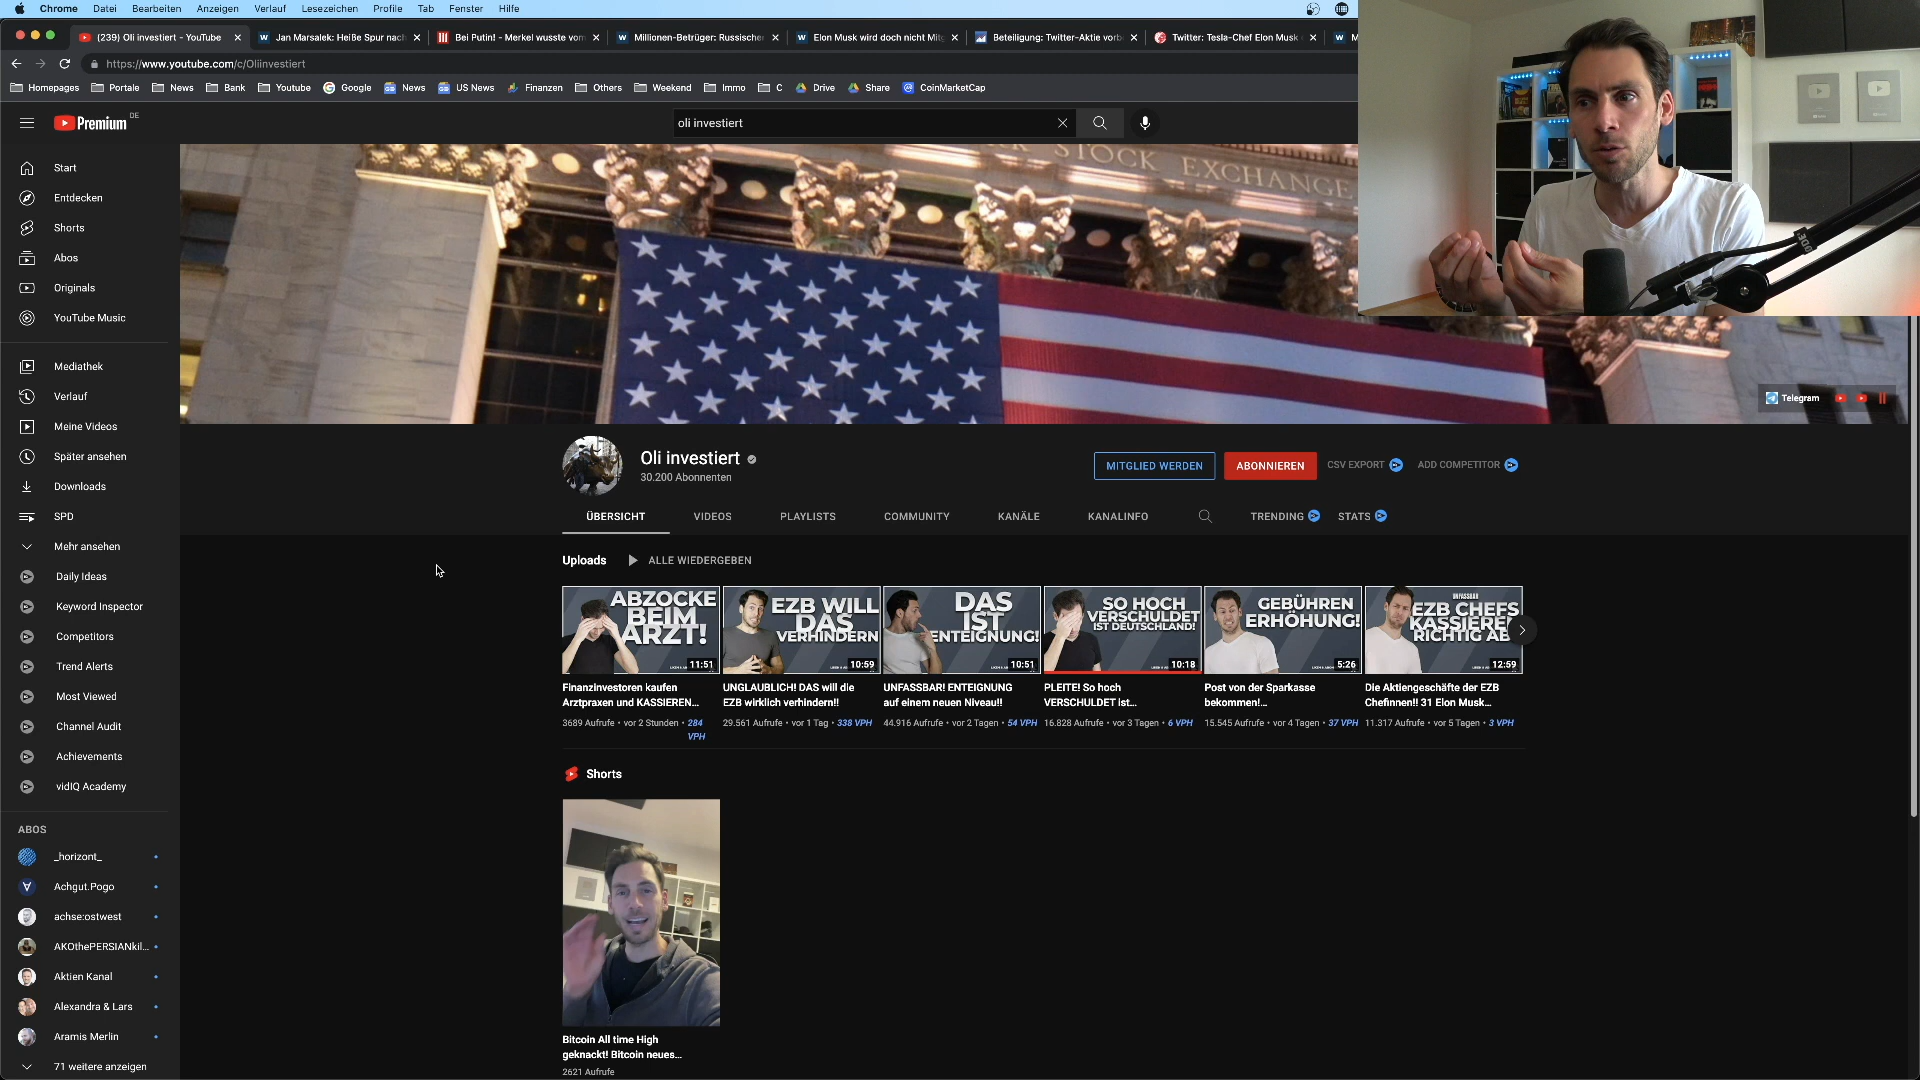 Chrome Datei Bearbeiten Anzeigen Verlauf Lesezeichen Profile Tab Fenster Hilfe
(239) Oli investiert - YouTube
Jan Marsalek: Heiße Spur nach
Bei Putin! - Merkel wusste von
Millionen-Betrüger: Russischer
Elon Musk wird doch nicht Mitg
Beteiligung: Twitter-Aktie vorb
Twitter: Tesla-Chef Elon Musk
https://www.youtube.com/c/Oliinvestiert
Homepages Portale News Bank Youtube Google News US News Finanzen Others Weekend Immo C Drive Share CoinMarketCap
Premium DE
oli investiert
Start
Entdecken
Shorts
Abos
Originals
YouTube Music
Mediathek
Verlauf
Meine Videos
Später ansehen
Downloads
SPD
Mehr ansehen
Daily Ideas
Keyword Inspector
Competitors
Trend Alerts
Most Viewed
Channel Audit
Achievements
vidIQ Academy
ABOS
_horizont_
Achgut.Pogo
achse:ostwest
AKOthePERSIANkil...
Aktien Kanal
Alexandra & Lars
Aramis Merlin
71 weitere anzeigen
STOCK EXCHANGE
RODE
Telegram
Oli investiert
30.200 Abonnenten
MITGLIED WERDEN
ABONNIEREN
CSV EXPORT
ADD COMPETITOR
ÜBERSICHT VIDEOS PLAYLISTS COMMUNITY KANÄLE KANALINFO TRENDING STATS
Uploads
ALLE WIEDERGEBEN
ABZOCKE
BEIM
ARZT!
11:51
Finanzinvestoren kaufen
Arztpraxen und KASSIEREN...
3689 Aufrufe • vor 2 Stunden • 284
VPH
EZB WILL
DAS
VERHINDERN
10:59
UNGLAUBLICH! DAS will die
EZB wirklich verhindern!!
29.561 Aufrufe • vor 1 Tag • 338 VPH
DAS
IST
ENTEIGNUNG!
10:51
UNFASSBAR! ENTEIGNUNG
auf einem neuen Niveau!!
44.916 Aufrufe • vor 2 Tagen • 54 VPH
SO HOCH
VERSCHULDET
IST DEUTSCHLAND!
10:18
PLEITE! So hoch
VERSCHULDET ist...
16.828 Aufrufe • vor 3 Tagen • 6 VPH
GEBÜHREN
ERHÖHUNG!
5:26
Post von der Sparkasse
bekommen!...
15.545 Aufrufe • vor 4 Tagen • 37 VPH
UNFASSBAR
EZB CHEFS
KASSIEREN
RICHTIG AB
12:59
Die Aktiengeschäfte der EZB
Chefinnen!! 31 Elon Musk...
11.317 Aufrufe • vor 5 Tagen • 3 VPH
Shorts
Bitcoin All time High
geknackt! Bitcoin neues...
2621 Aufrufe